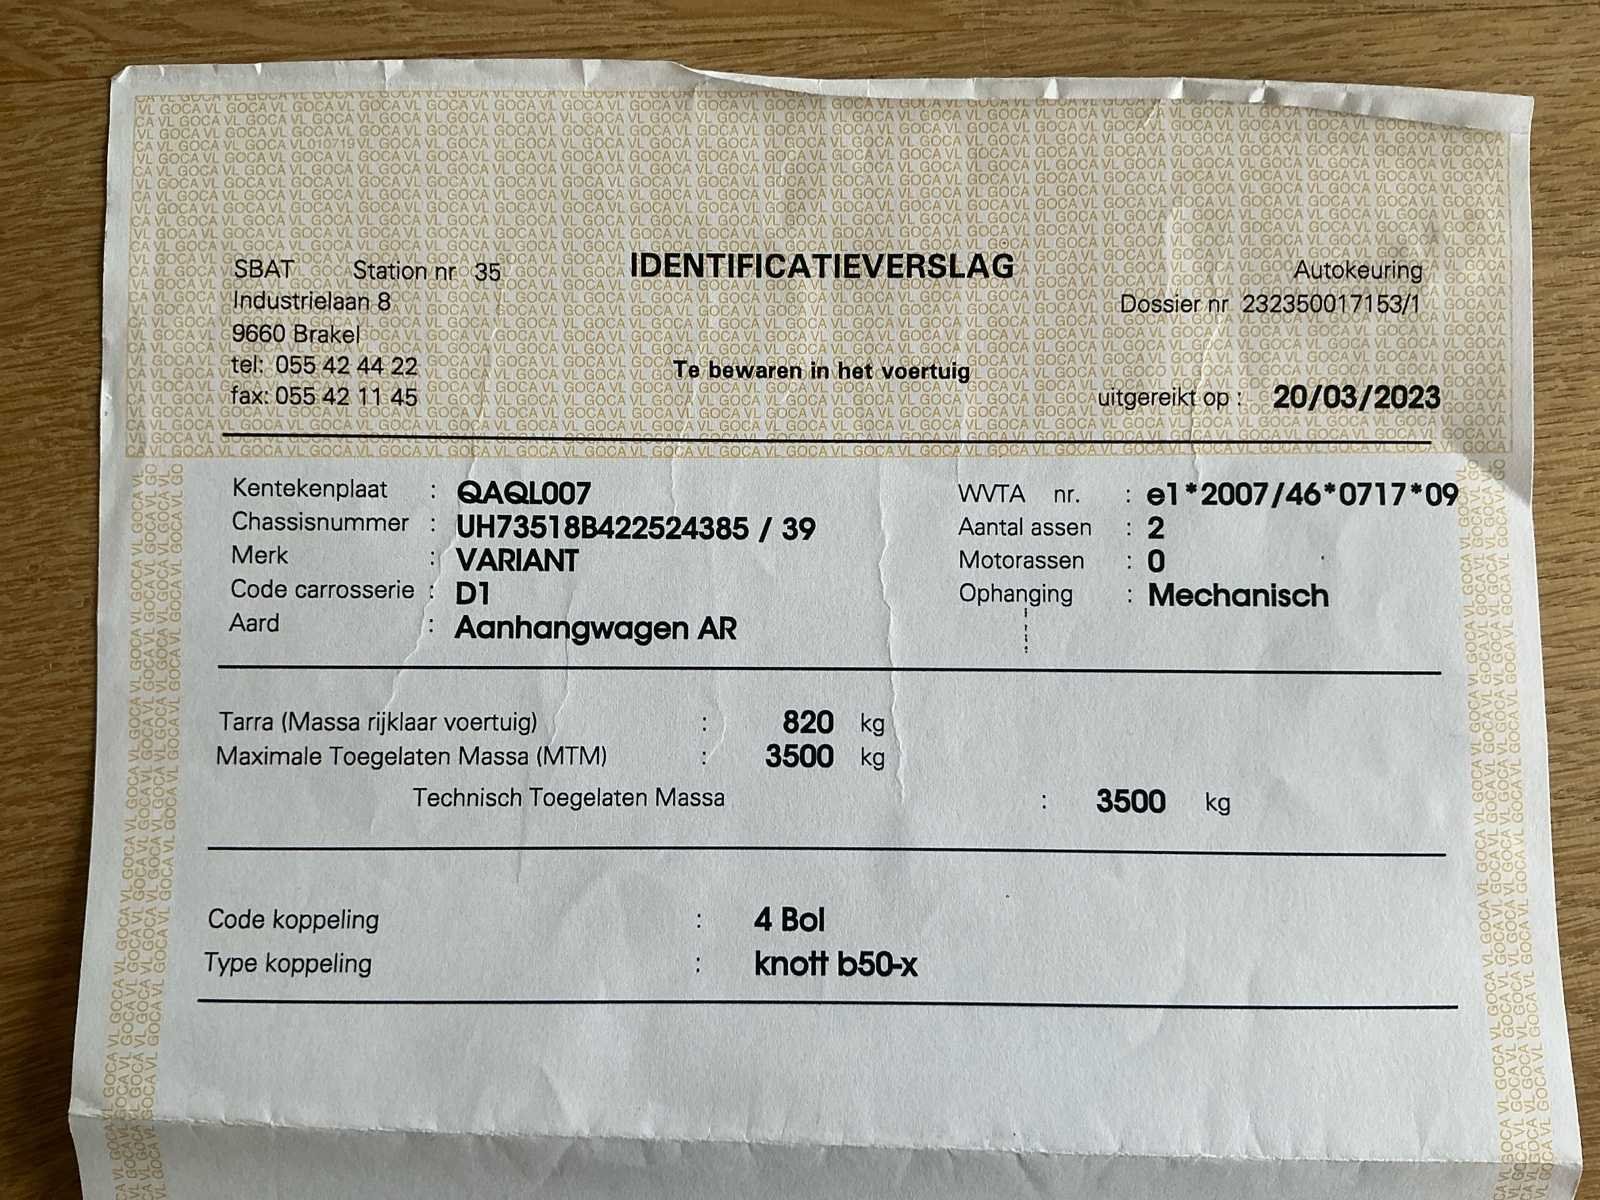 SBAT Station nr 35 IDENTIFICATIEVERSLAG Autokeuring
Industrielaan 8 Dossier nr 232350017153/1
9660 Brakel
tel: 055 42 44 22 Te bewaren in het voertuig
fax: 055 42 11 45 uitgereikt op : 20/03/2023
Kentekenplaat : QAQL007 WVTA nr. : e1*2007/46*0717*09
Chassisnummer : UH73518B422524385 / 39 Aantal assen : 2
Merk : VARIANT Motorassen : 0
Code carrosserie : D1 Ophanging : Mechanisch
Aard : Aanhangwagen AR
Tarra (Massa rijklaar voertuig) : 820 kg
Maximale Toegelaten Massa (MTM) : 3500 kg
Technisch Toegelaten Massa : 3500 kg
Code koppeling : 4 Bol
Type koppeling : knott b50-x